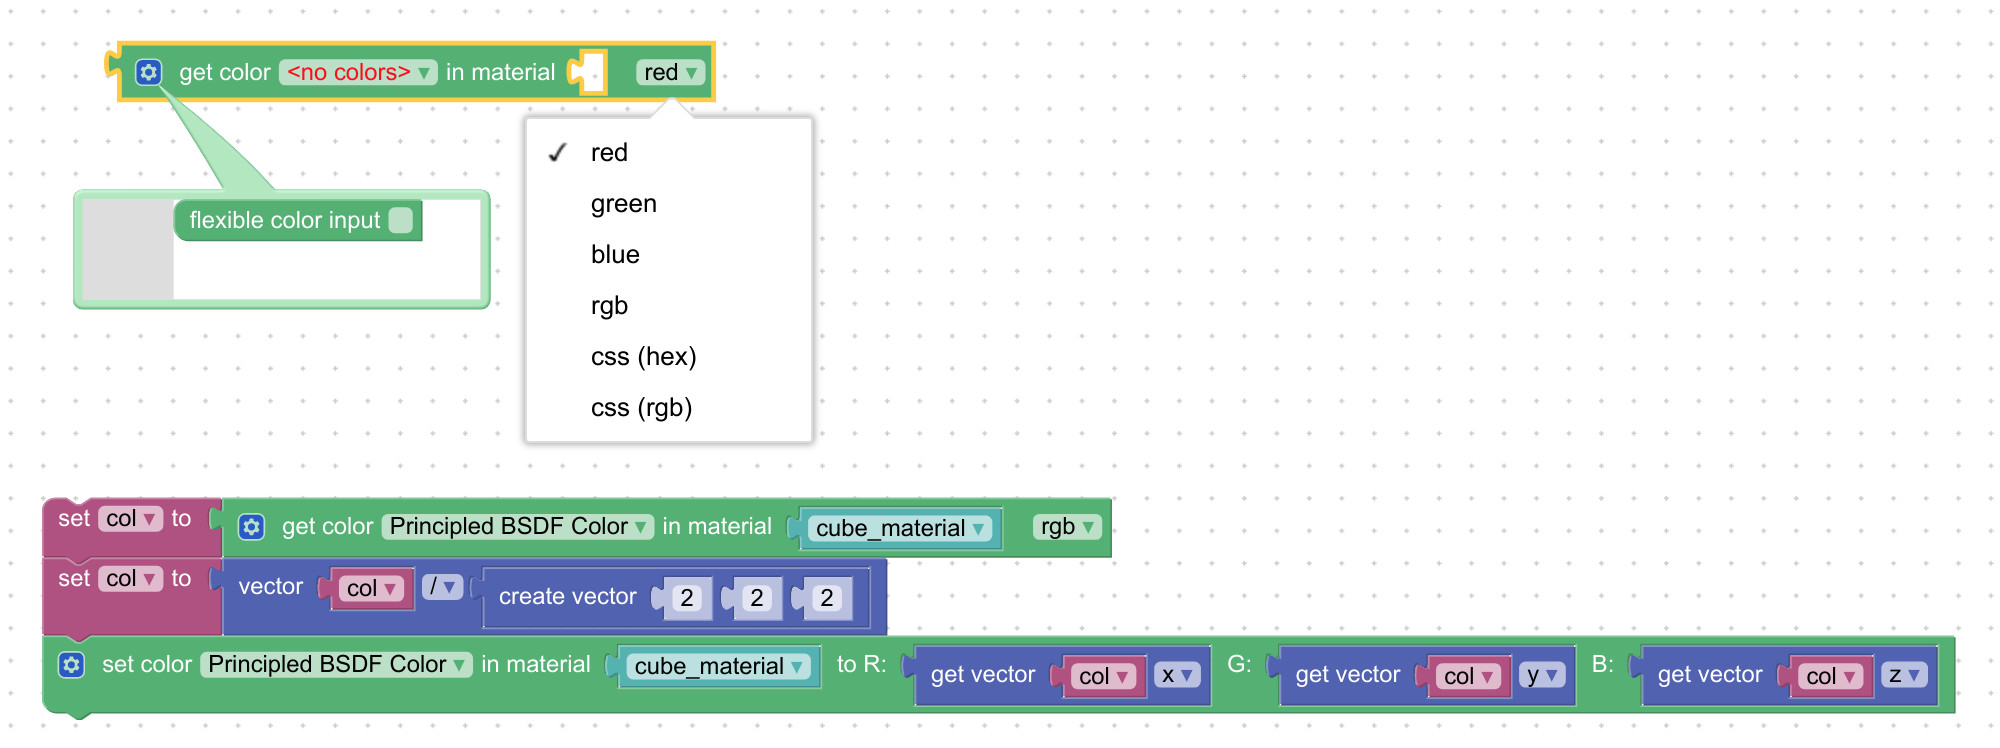 get color <no colors> ▾ in material red ▾
flexible color input
✓ red
green
blue
rgb
css (hex)
css (rgb)
set col ▾ to get color Principled BSDF Color ▾ in material cube_material ▾ rgb ▾
set col ▾ to vector col ▾ / ▾ create vector 2 2 2
set color Principled BSDF Color ▾ in material cube_material ▾ to R: get vector col ▾ x ▾ G: get vector col ▾ y ▾ B: get vector col ▾ z ▾